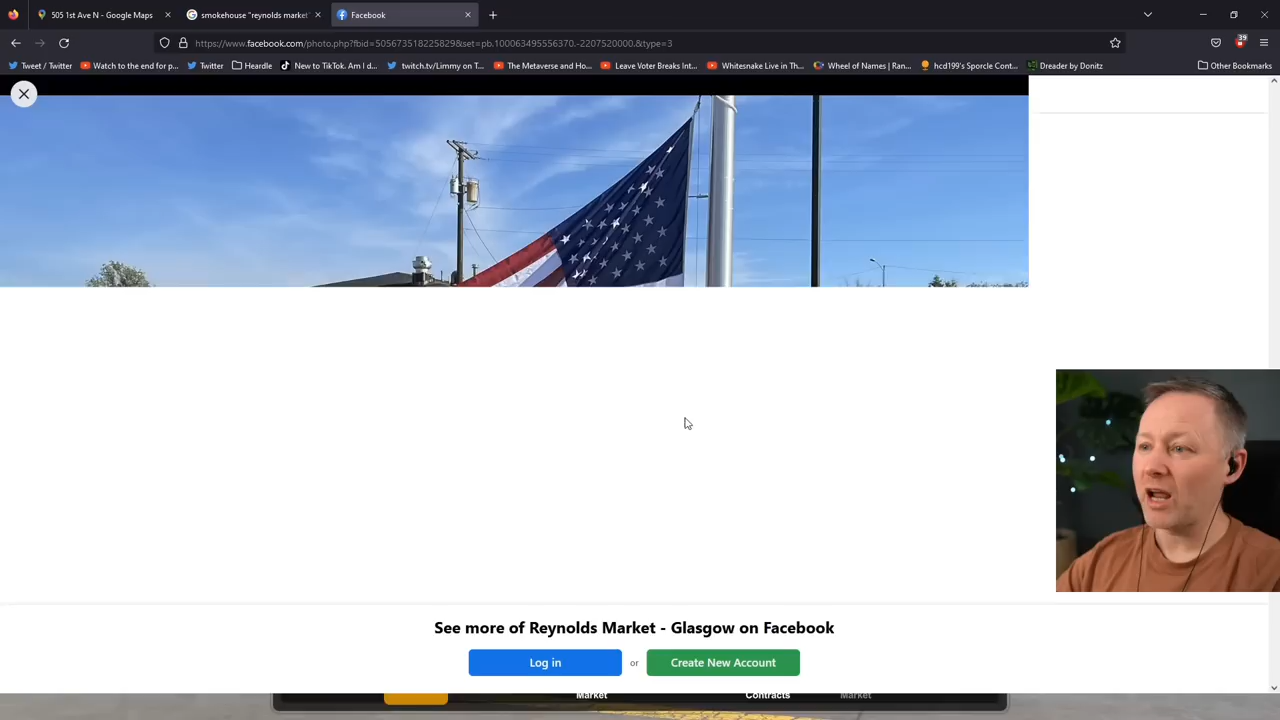 505 1st Ave N - Google Maps
smokehouse "reynolds market"
Facebook
https://www.facebook.com/photo.php?fbid=505673518225829&set=pb.100063495556370.-2207520000.&type=3
39
Tweet / Twitter
Watch to the end for p...
Twitter
Heardle
New to TikTok. Am I d...
twitch.tv/Limmy on T...
The Metaverse and Ho...
Leave Voter Breaks Int...
Whitesnake Live in Th...
Wheel of Names | Ran...
hcd199's Sporcle Cont...
Dreader by Donitz
Other Bookmarks
See more of Reynolds Market - Glasgow on Facebook
Log in
or
Create New Account
Market
Contracts
Market